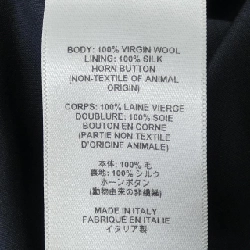 BODY: 100% VIRGIN WOOL
LINING: 100% SILK
HORN BUTTON
(NON-TEXTILE OF ANIMAL
ORIGIN)
CORPS: 100% LAINE VIERGE
DOUBLURE: 100% SOIE
BOUTON EN CORNE
(PARTIE NON TEXTILE
D'ORIGINE ANIMALE)
本体: 100% 毛
裏地: 100% シルク
ホーンボタン
(動物由来の非繊維)
MADE IN ITALY
FABRIQUÉ EN ITALIE
イタリア製